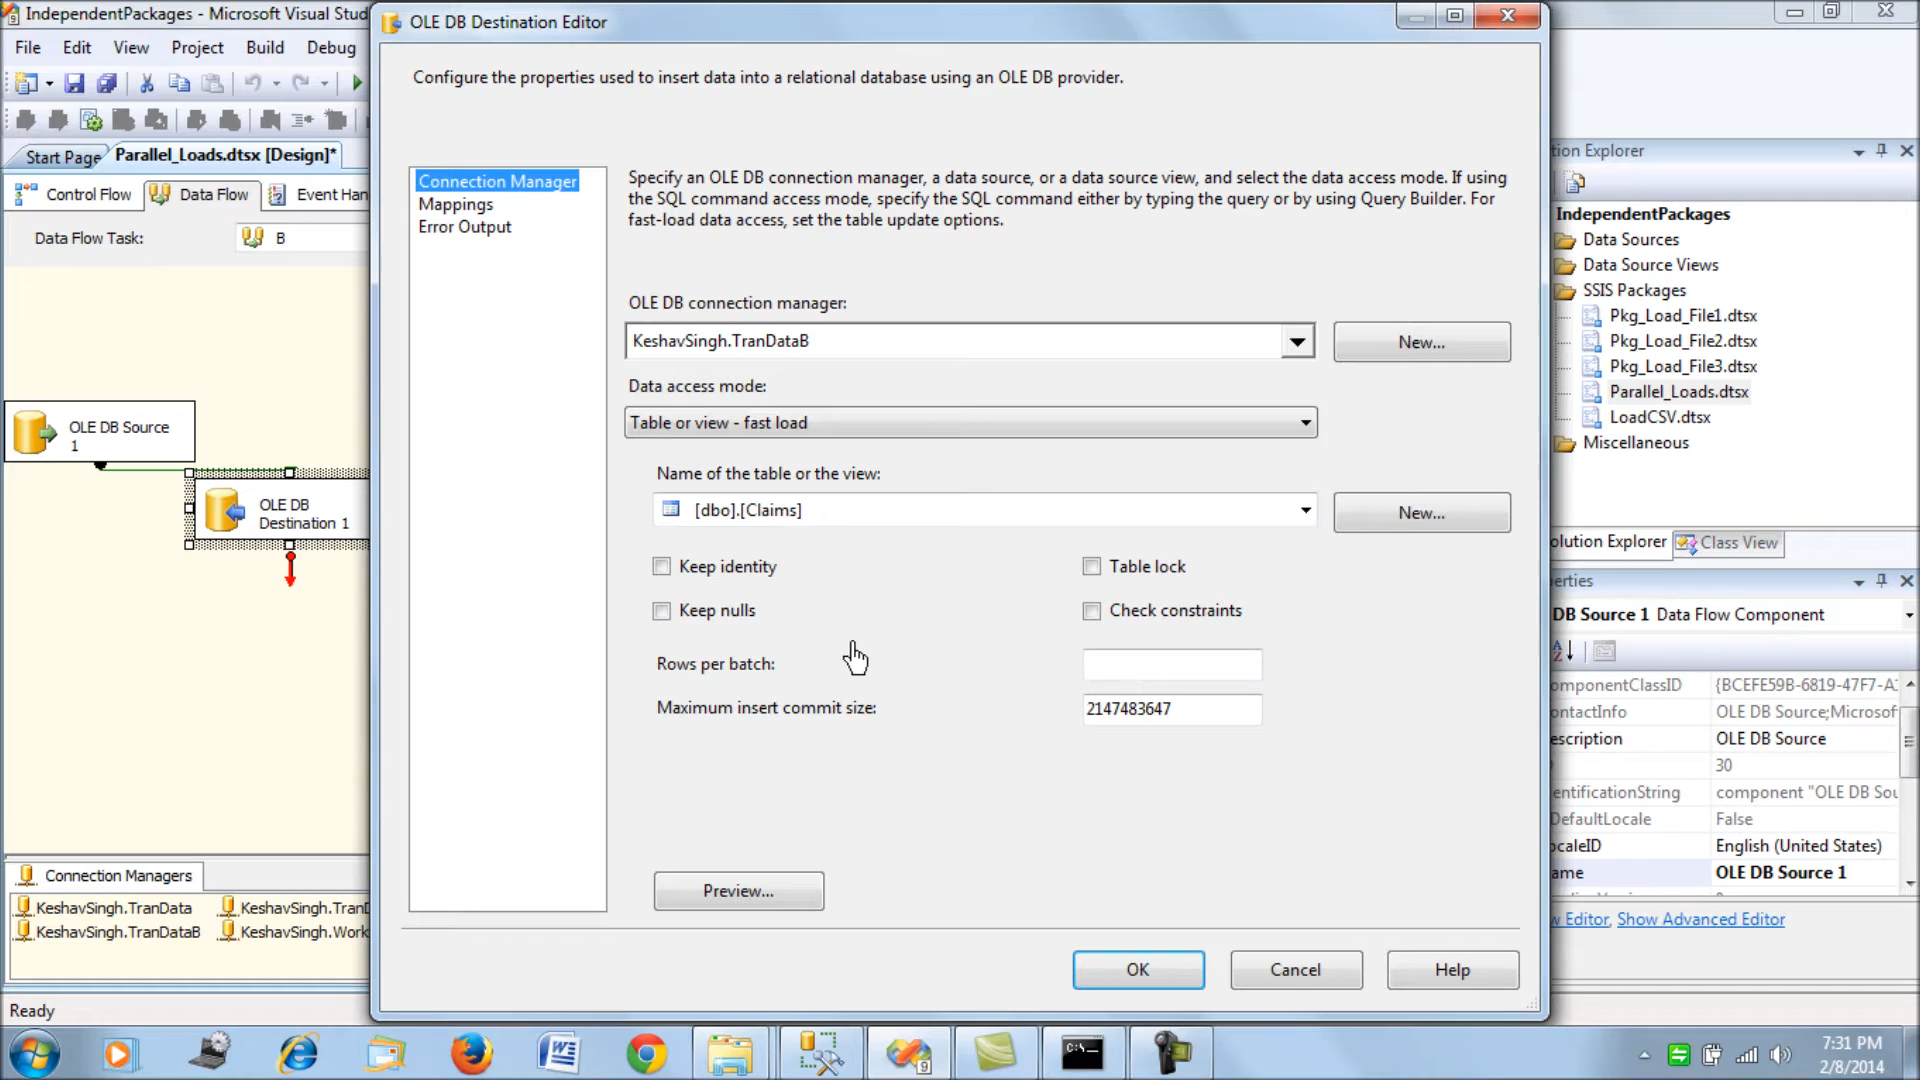 IndependentPackages - Microsoft Visual Stud
File Edit View Project Build Debug
Start Page Parallel_Loads.dtsx [Design]*
Control Flow Data Flow Event Han
Data Flow Task: B
OLE DB Source
1
OLE DB
Destination 1
Connection Managers
KeshavSingh.TranData KeshavSingh.TranD
KeshavSingh.TranDataB KeshavSingh.Work
Ready
OLE DB Destination Editor
Configure the properties used to insert data into a relational database using an OLE DB provider.
Connection Manager
Mappings
Error Output
Specify an OLE DB connection manager, a data source, or a data source view, and select the data access mode. If using
the SQL command access mode, specify the SQL command either by typing the query or by using Query Builder. For
fast-load data access, set the table update options.
OLE DB connection manager:
KeshavSingh.TranDataB New...
Data access mode:
Table or view - fast load
Name of the table or the view:
[dbo].[Claims] New...
Keep identity Table lock
Keep nulls Check constraints
Rows per batch:
Maximum insert commit size: 2147483647
Preview...
OK Cancel Help
tion Explorer
IndependentPackages
Data Sources
Data Source Views
SSIS Packages
Pkg_Load_File1.dtsx
Pkg_Load_File2.dtsx
Pkg_Load_File3.dtsx
Parallel_Loads.dtsx
LoadCSV.dtsx
Miscellaneous
olution Explorer Class View
erties
DB Source 1 Data Flow Component
omponentClassID {BCEFE59B-6819-47F7-A
ontactInfo OLE DB Source;Microsof
escription OLE DB Source
30
entificationString component "OLE DB Sou
DefaultLocale False
ocaleID English (United States)
ame OLE DB Source 1
w Editor, Show Advanced Editor
C:\
9
7:31 PM
2/8/2014